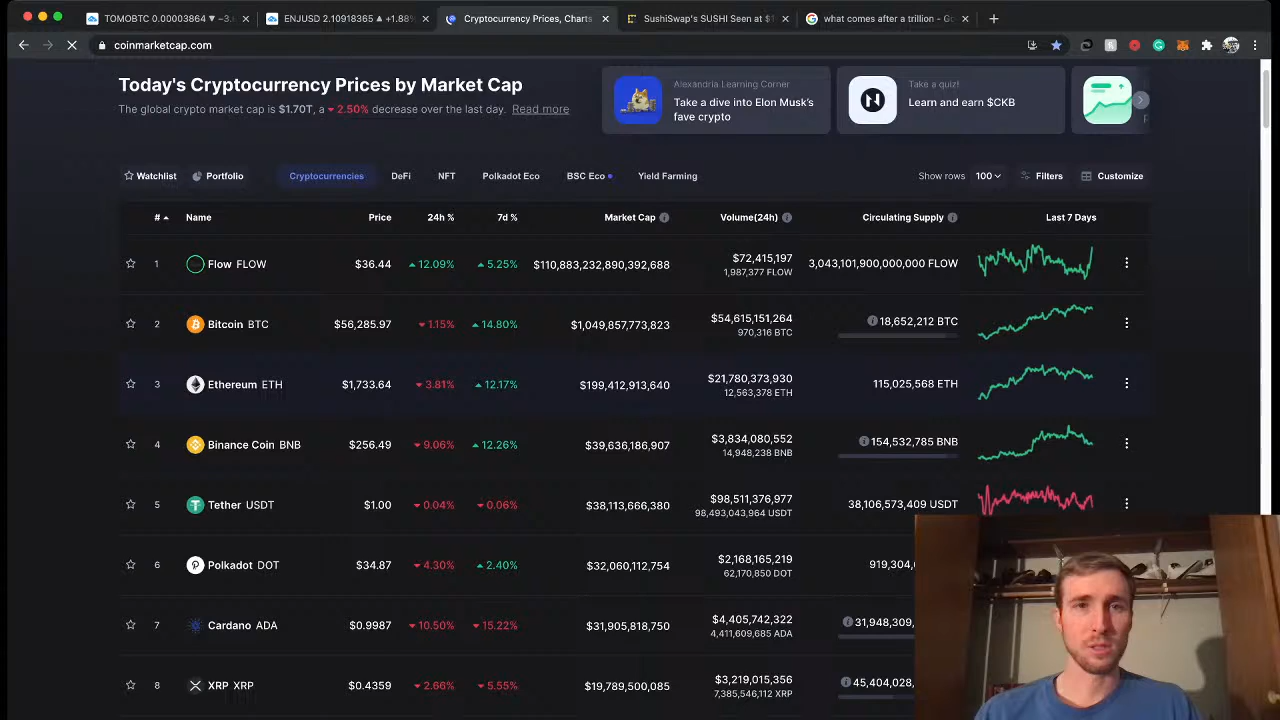 TOMOBTC 0.00003864 ▼ −3.
ENJUSD 2.10918365 ▲ +1.88%
Cryptocurrency Prices, Charts
SushiSwap's SUSHI Seen at $1
what comes after a trillion - Go
coinmarketcap.com
Today's Cryptocurrency Prices by Market Cap
The global crypto market cap is $1.70T, a ▼ 2.50% decrease over the last day. Read more
Alexandria Learning Corner
Take a dive into Elon Musk's
fave crypto
Take a quiz!
Learn and earn $CKB
Watchlist Portfolio Cryptocurrencies DeFi NFT Polkadot Eco BSC Eco Yield Farming Show rows 100 Filters Customize
# Name Price 24h % 7d % Market Cap Volume(24h) Circulating Supply Last 7 Days
1 Flow FLOW $36.44 ▲ 12.09% ▲ 5.25% $110,883,232,890,392,688 $72,415,197 3,043,101,900,000,000 FLOW
1,987,377 FLOW
2 Bitcoin BTC $56,285.97 ▼ 1.15% ▲ 14.80% $1,049,857,773,823 $54,615,151,264 18,652,212 BTC
970,316 BTC
3 Ethereum ETH $1,733.64 ▼ 3.81% ▲ 12.17% $199,412,913,640 $21,780,373,930 115,025,568 ETH
12,563,378 ETH
4 Binance Coin BNB $256.49 ▼ 9.06% ▲ 12.26% $39,636,186,907 $3,834,080,552 154,532,785 BNB
14,948,238 BNB
5 Tether USDT $1.00 ▼ 0.04% ▼ 0.06% $38,113,666,380 $98,511,376,977 38,106,573,409 USDT
98,493,043,964 USDT
6 Polkadot DOT $34.87 ▼ 4.30% ▲ 2.40% $32,060,112,754 $2,168,165,219 919,304,
62,170,850 DOT
7 Cardano ADA $0.9987 ▼ 10.50% ▼ 15.22% $31,905,818,750 $4,405,742,322 31,948,309,
4,411,609,685 ADA
8 XRP XRP $0.4359 ▼ 2.66% ▼ 5.55% $19,789,500,085 $3,219,015,356 45,404,028,
7,385,546,112 XRP